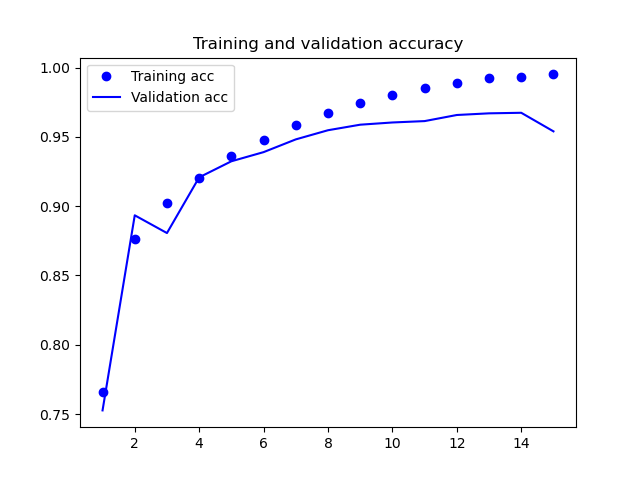 Training and validation accuracy
Training acc
Validation acc
1.00
0.95
0.90
0.85
0.80
0.75
2 4 6 8 10 12 14